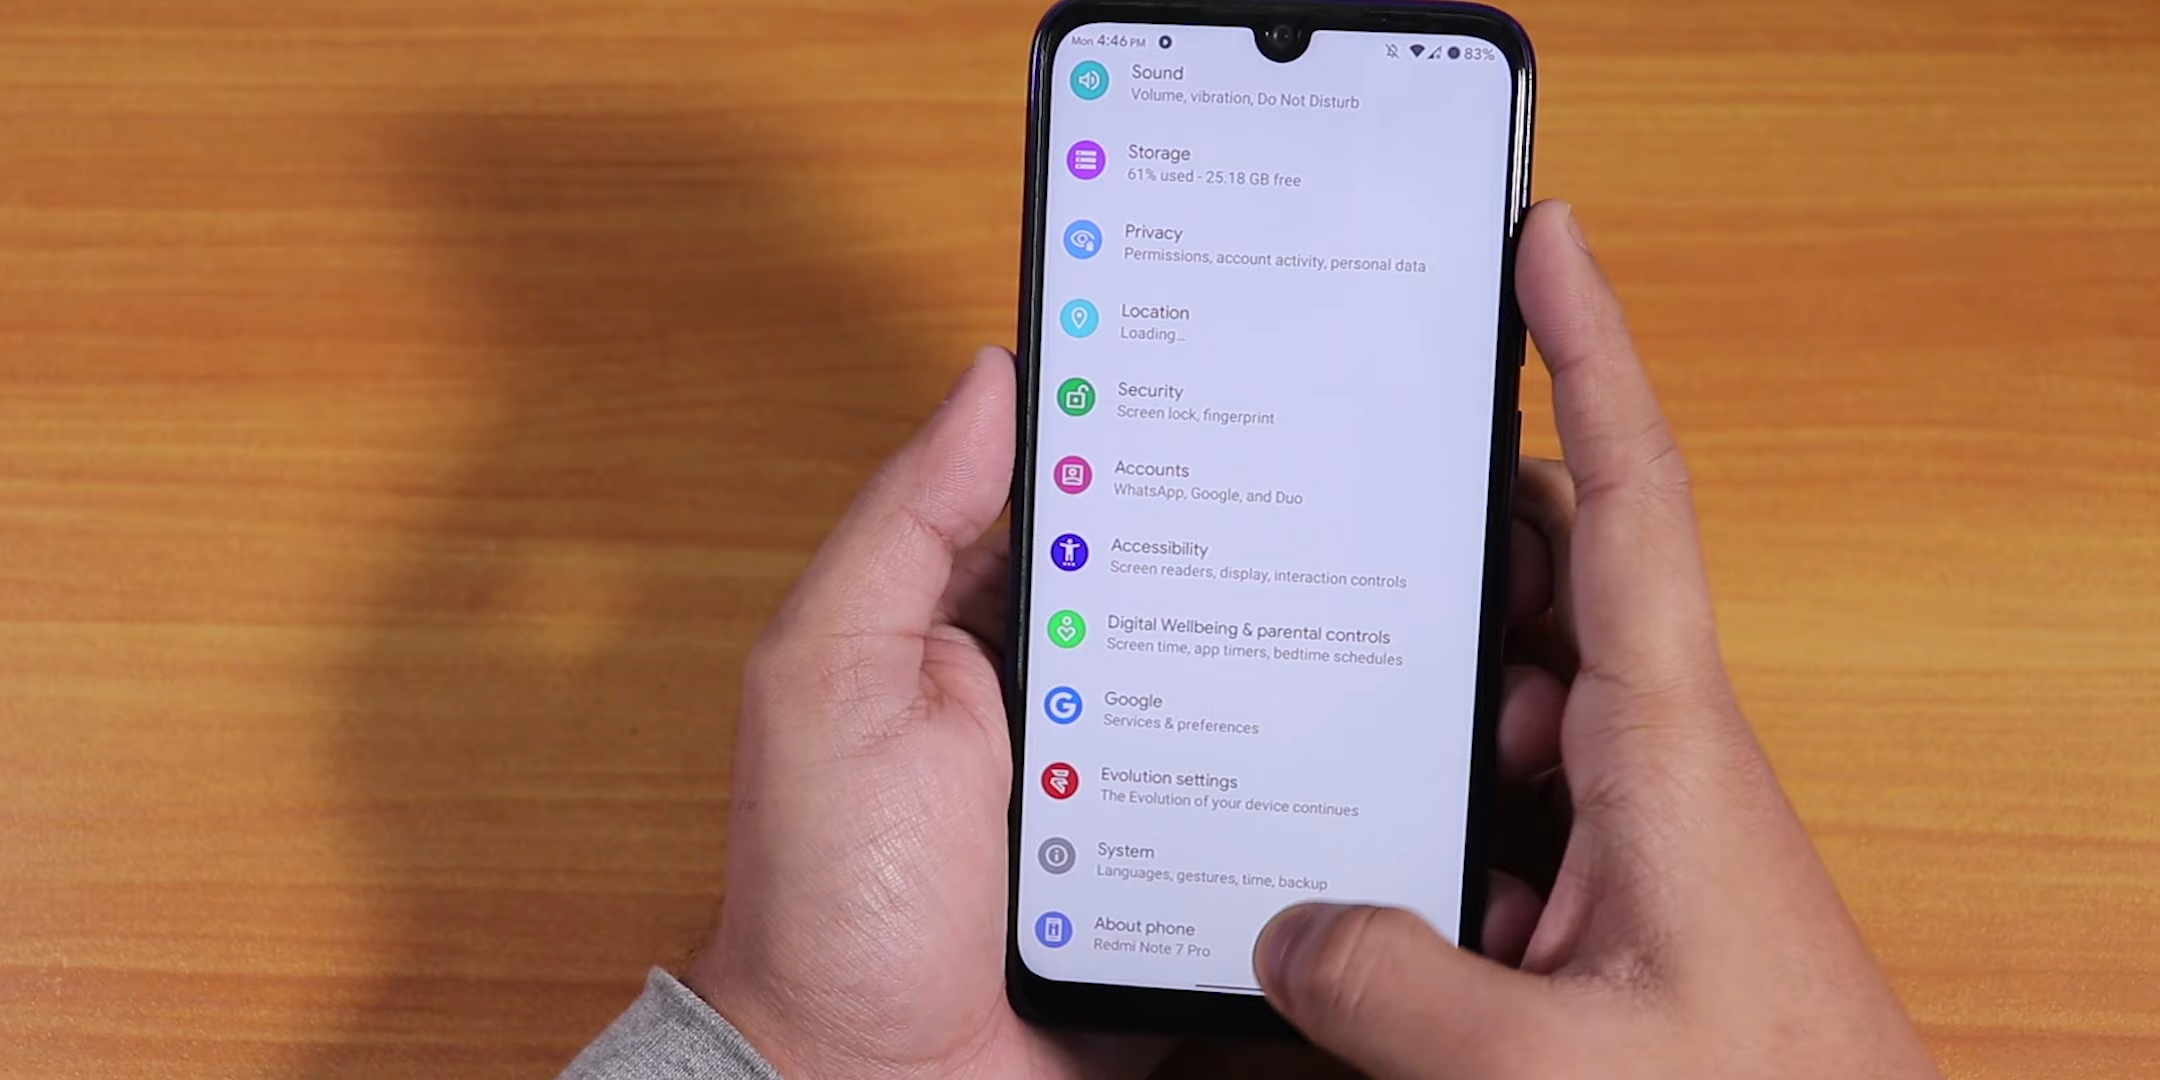 Mon 4:46 PM 83%
Sound
Volume, vibration, Do Not Disturb
Storage
61% used - 25.18 GB free
Privacy
Permissions, account activity, personal data
Location
Loading...
Security
Screen lock, fingerprint
Accounts
WhatsApp, Google, and Duo
Accessibility
Screen readers, display, interaction controls
Digital Wellbeing & parental controls
Screen time, app timers, bedtime schedules
Google
Services & preferences
Evolution settings
The Evolution of your device continues
System
Languages, gestures, time, backup
About phone
Redmi Note 7 Pro